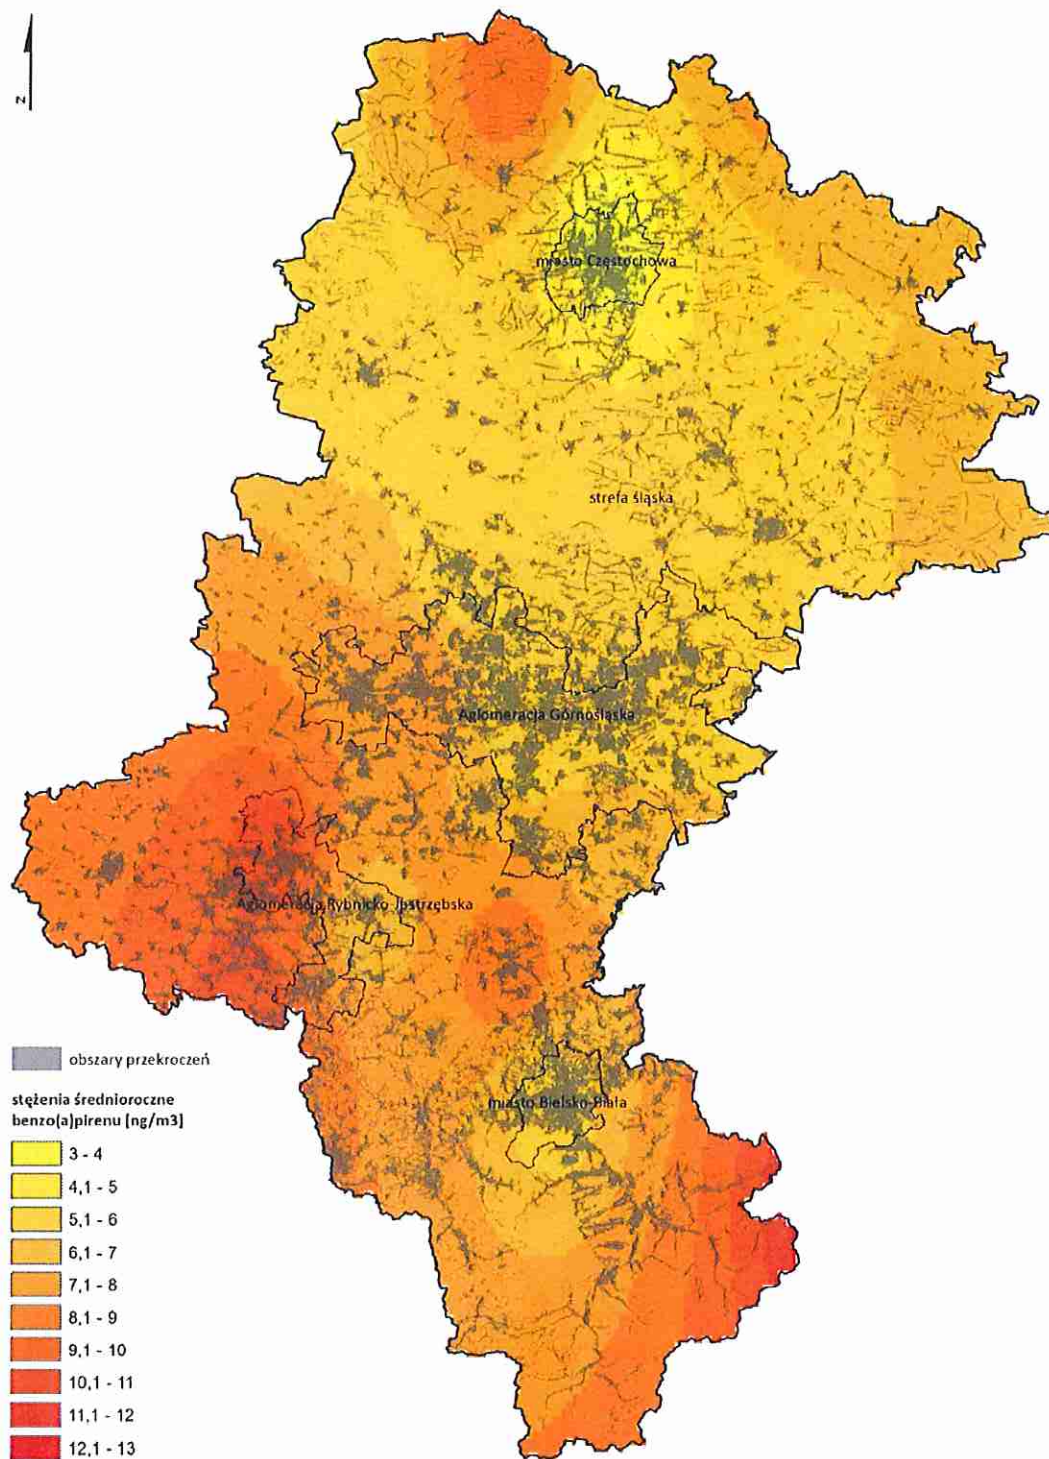 N
miasto Częstochowa
strefa śląska
Aglomeracja Górnośląska
Aglomeracja Rybnicko-Jastrzębska
miasto Bielsko-Biała
obszary przekroczeń
stężenia średnioroczne
benzo(a)pirenu [ng/m3]
3 - 4
4,1 - 5
5,1 - 6
6,1 - 7
7,1 - 8
8,1 - 9
9,1 - 10
10,1 - 11
11,1 - 12
12,1 - 13